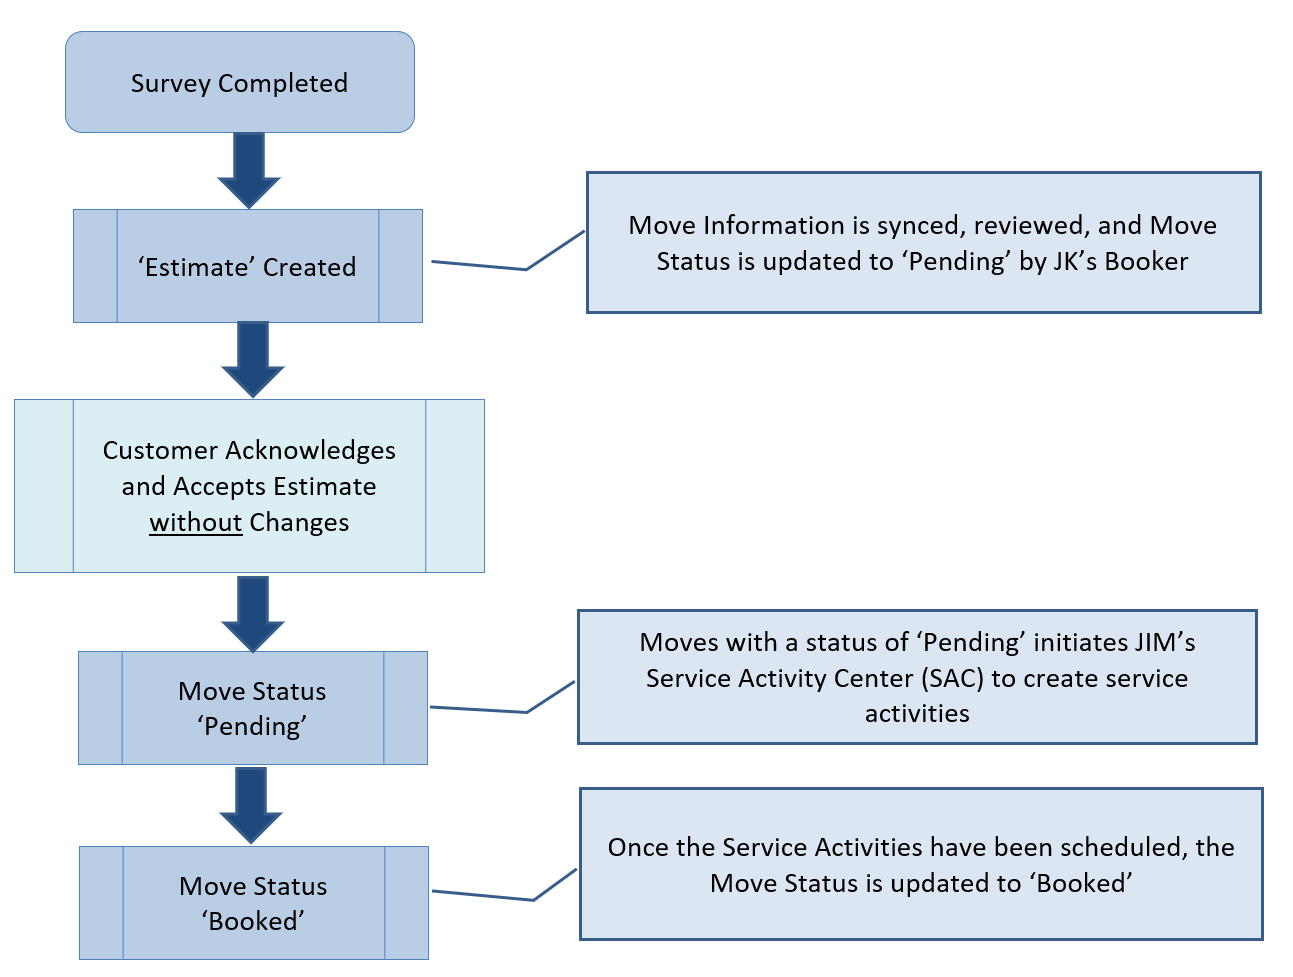 Survey Completed
‘Estimate’ Created
Move Information is synced, reviewed, and Move
Status is updated to ‘Pending’ by JK’s Booker
Customer Acknowledges
and Accepts Estimate
without Changes
Move Status
‘Pending’
Moves with a status of ‘Pending’ initiates JIM’s
Service Activity Center (SAC) to create service
activities
Move Status
‘Booked’
Once the Service Activities have been scheduled, the
Move Status is updated to ‘Booked’